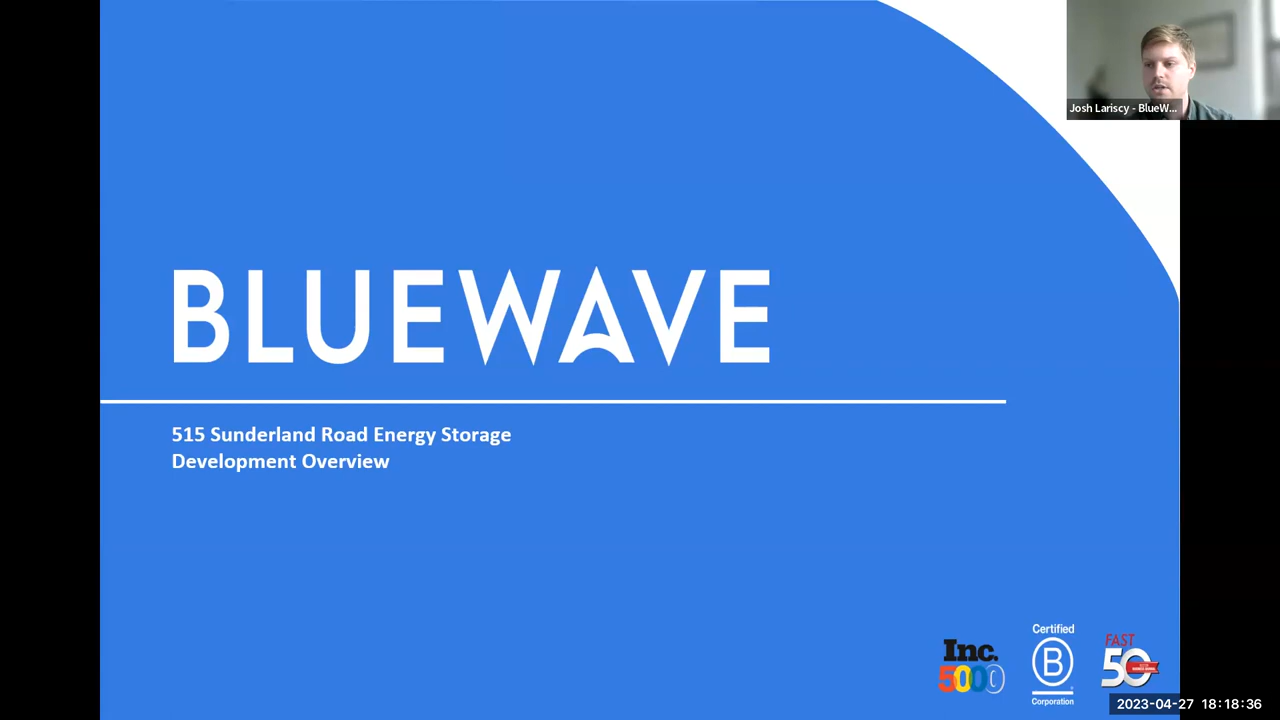 Josh Lariscy - BlueW...
BLUEWAVE
515 Sunderland Road Energy Storage
Development Overview
Inc.
5000
Certified
B
Corporation
FAST
50
2023-04-27 18:18:36